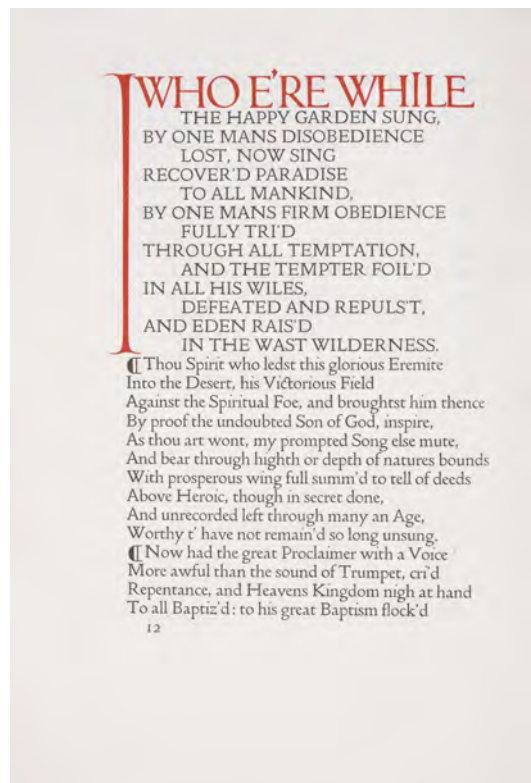 I WHO E'RE WHILE
THE HAPPY GARDEN SUNG,
BY ONE MANS DISOBEDIENCE
LOST, NOW SING
RECOVER'D PARADISE
TO ALL MANKIND,
BY ONE MANS FIRM OBEDIENCE
FULLY TRI'D
THROUGH ALL TEMPTATION,
AND THE TEMPTER FOIL'D
IN ALL HIS WILES,
DEFEATED AND REPULS'T,
AND EDEN RAIS'D
IN THE WAST WILDERNESS.
¶ Thou Spirit who ledst this glorious Eremite
Into the Desert, his Victorious Field
Against the Spiritual Foe, and broughtst him thence
By proof the undoubted Son of God, inspire,
As thou art wont, my prompted Song else mute,
And bear through highth or depth of natures bounds
With prosperous wing full summ'd to tell of deeds
Above Heroic, though in secret done,
And unrecorded left through many an Age,
Worthy t' have not remain'd so long unsung.
¶ Now had the great Proclaimer with a Voice
More awful than the sound of Trumpet, cri'd
Repentance, and Heavens Kingdom nigh at hand
To all Baptiz'd: to his great Baptism flock'd
12